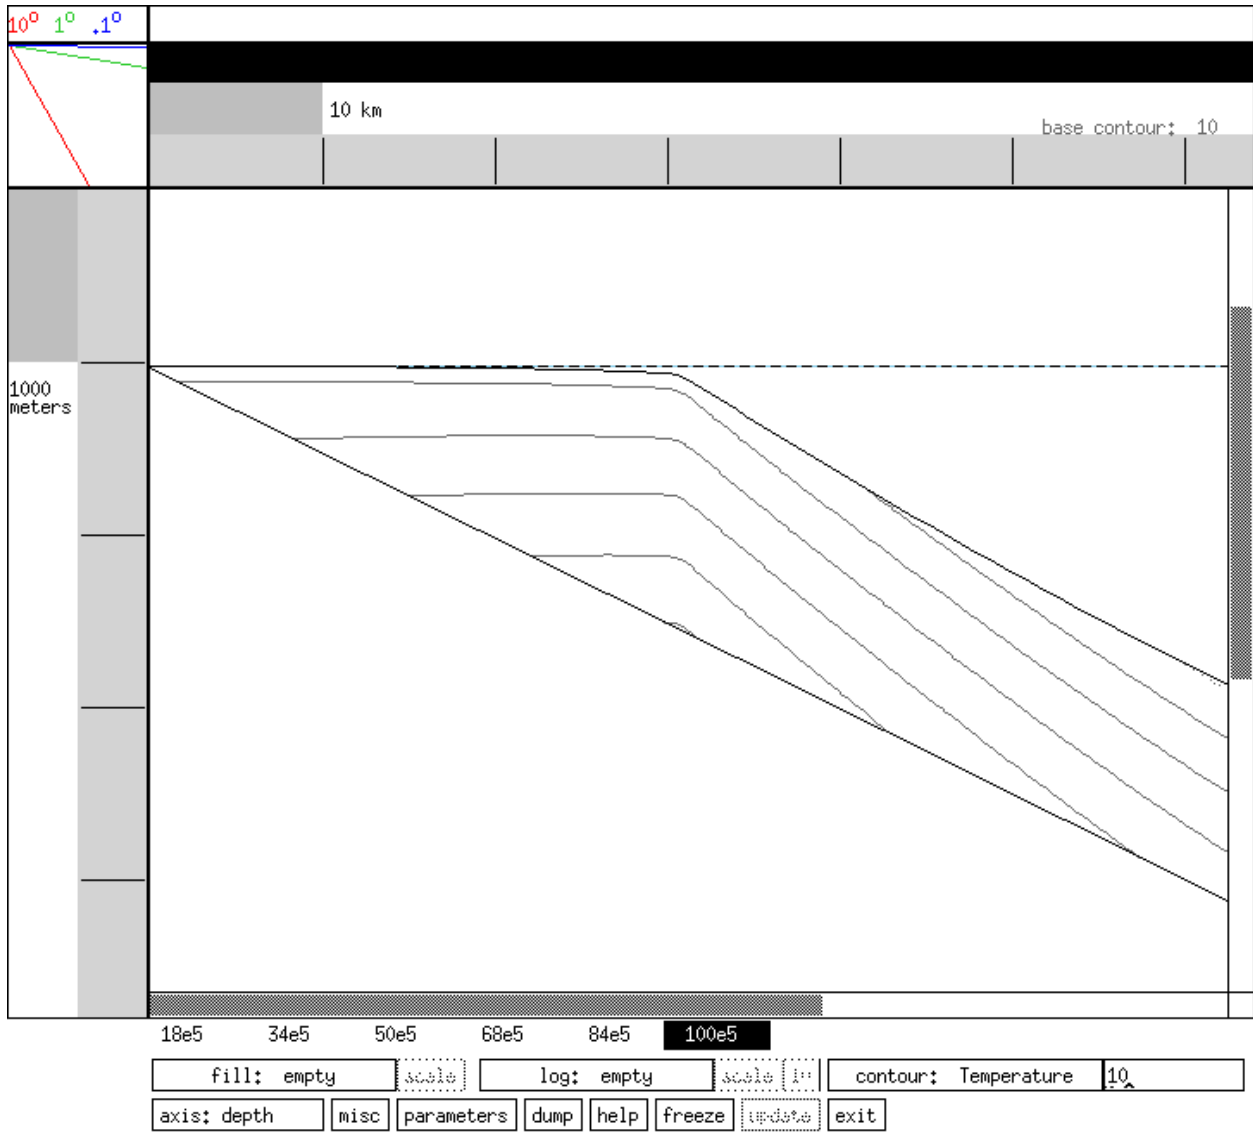 10° 1° .1°
10 km
base contour: 10
1000
meters
18e5 34e5 50e5 68e5 84e5 100e5
fill: empty scale log: empty scale contour: Temperature 10
axis: depth misc parameters dump help freeze update exit